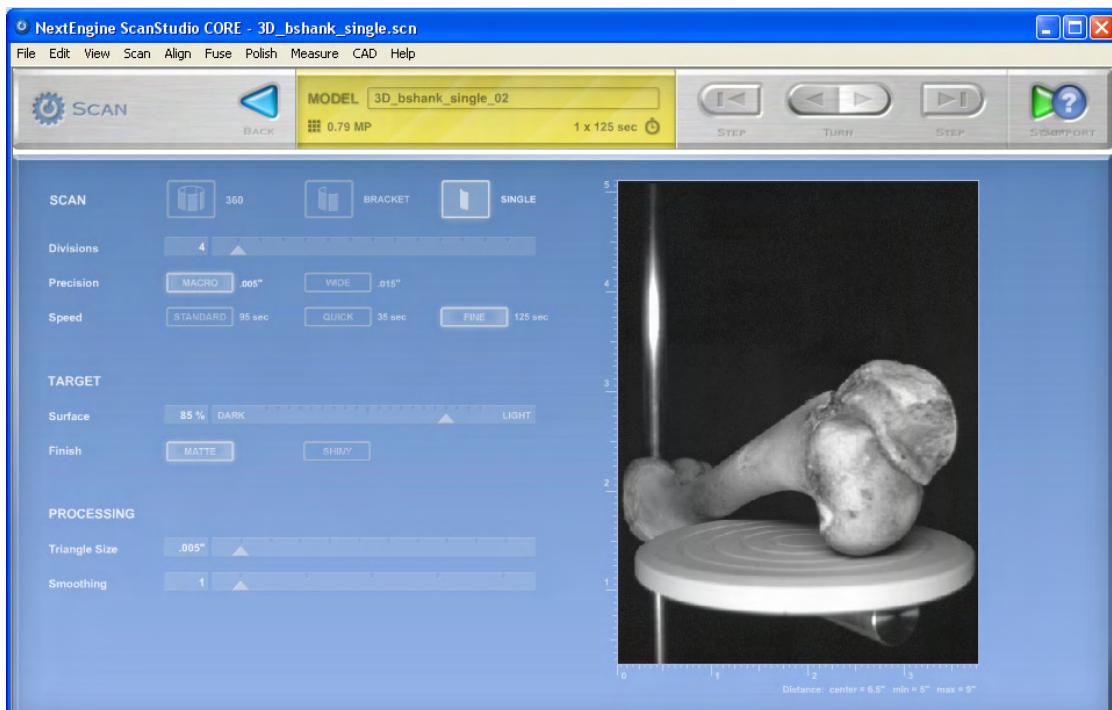 NextEngine ScanStudio CORE - 3D_bshank_single.scn
File Edit View Scan Align Fuse Polish Measure CAD Help
SCAN
BACK
MODEL 3D_bshank_single_02
0.79 MP 1 x 125 sec
STEP TURN STEP
SCAN 360 BRACKET SINGLE
Divisions 4
Precision MACRO .005" WIDE .015"
Speed STANDARD 95 sec QUICK 35 sec FINE 125 sec
TARGET
Surface 85 % DARK LIGHT
Finish MATTE SHINY
PROCESSING
Triangle Size .005"
Smoothing 1
5
4
3
2
1
0 1 2 3
Distance: center = 6.5" min = 5" max = 9"